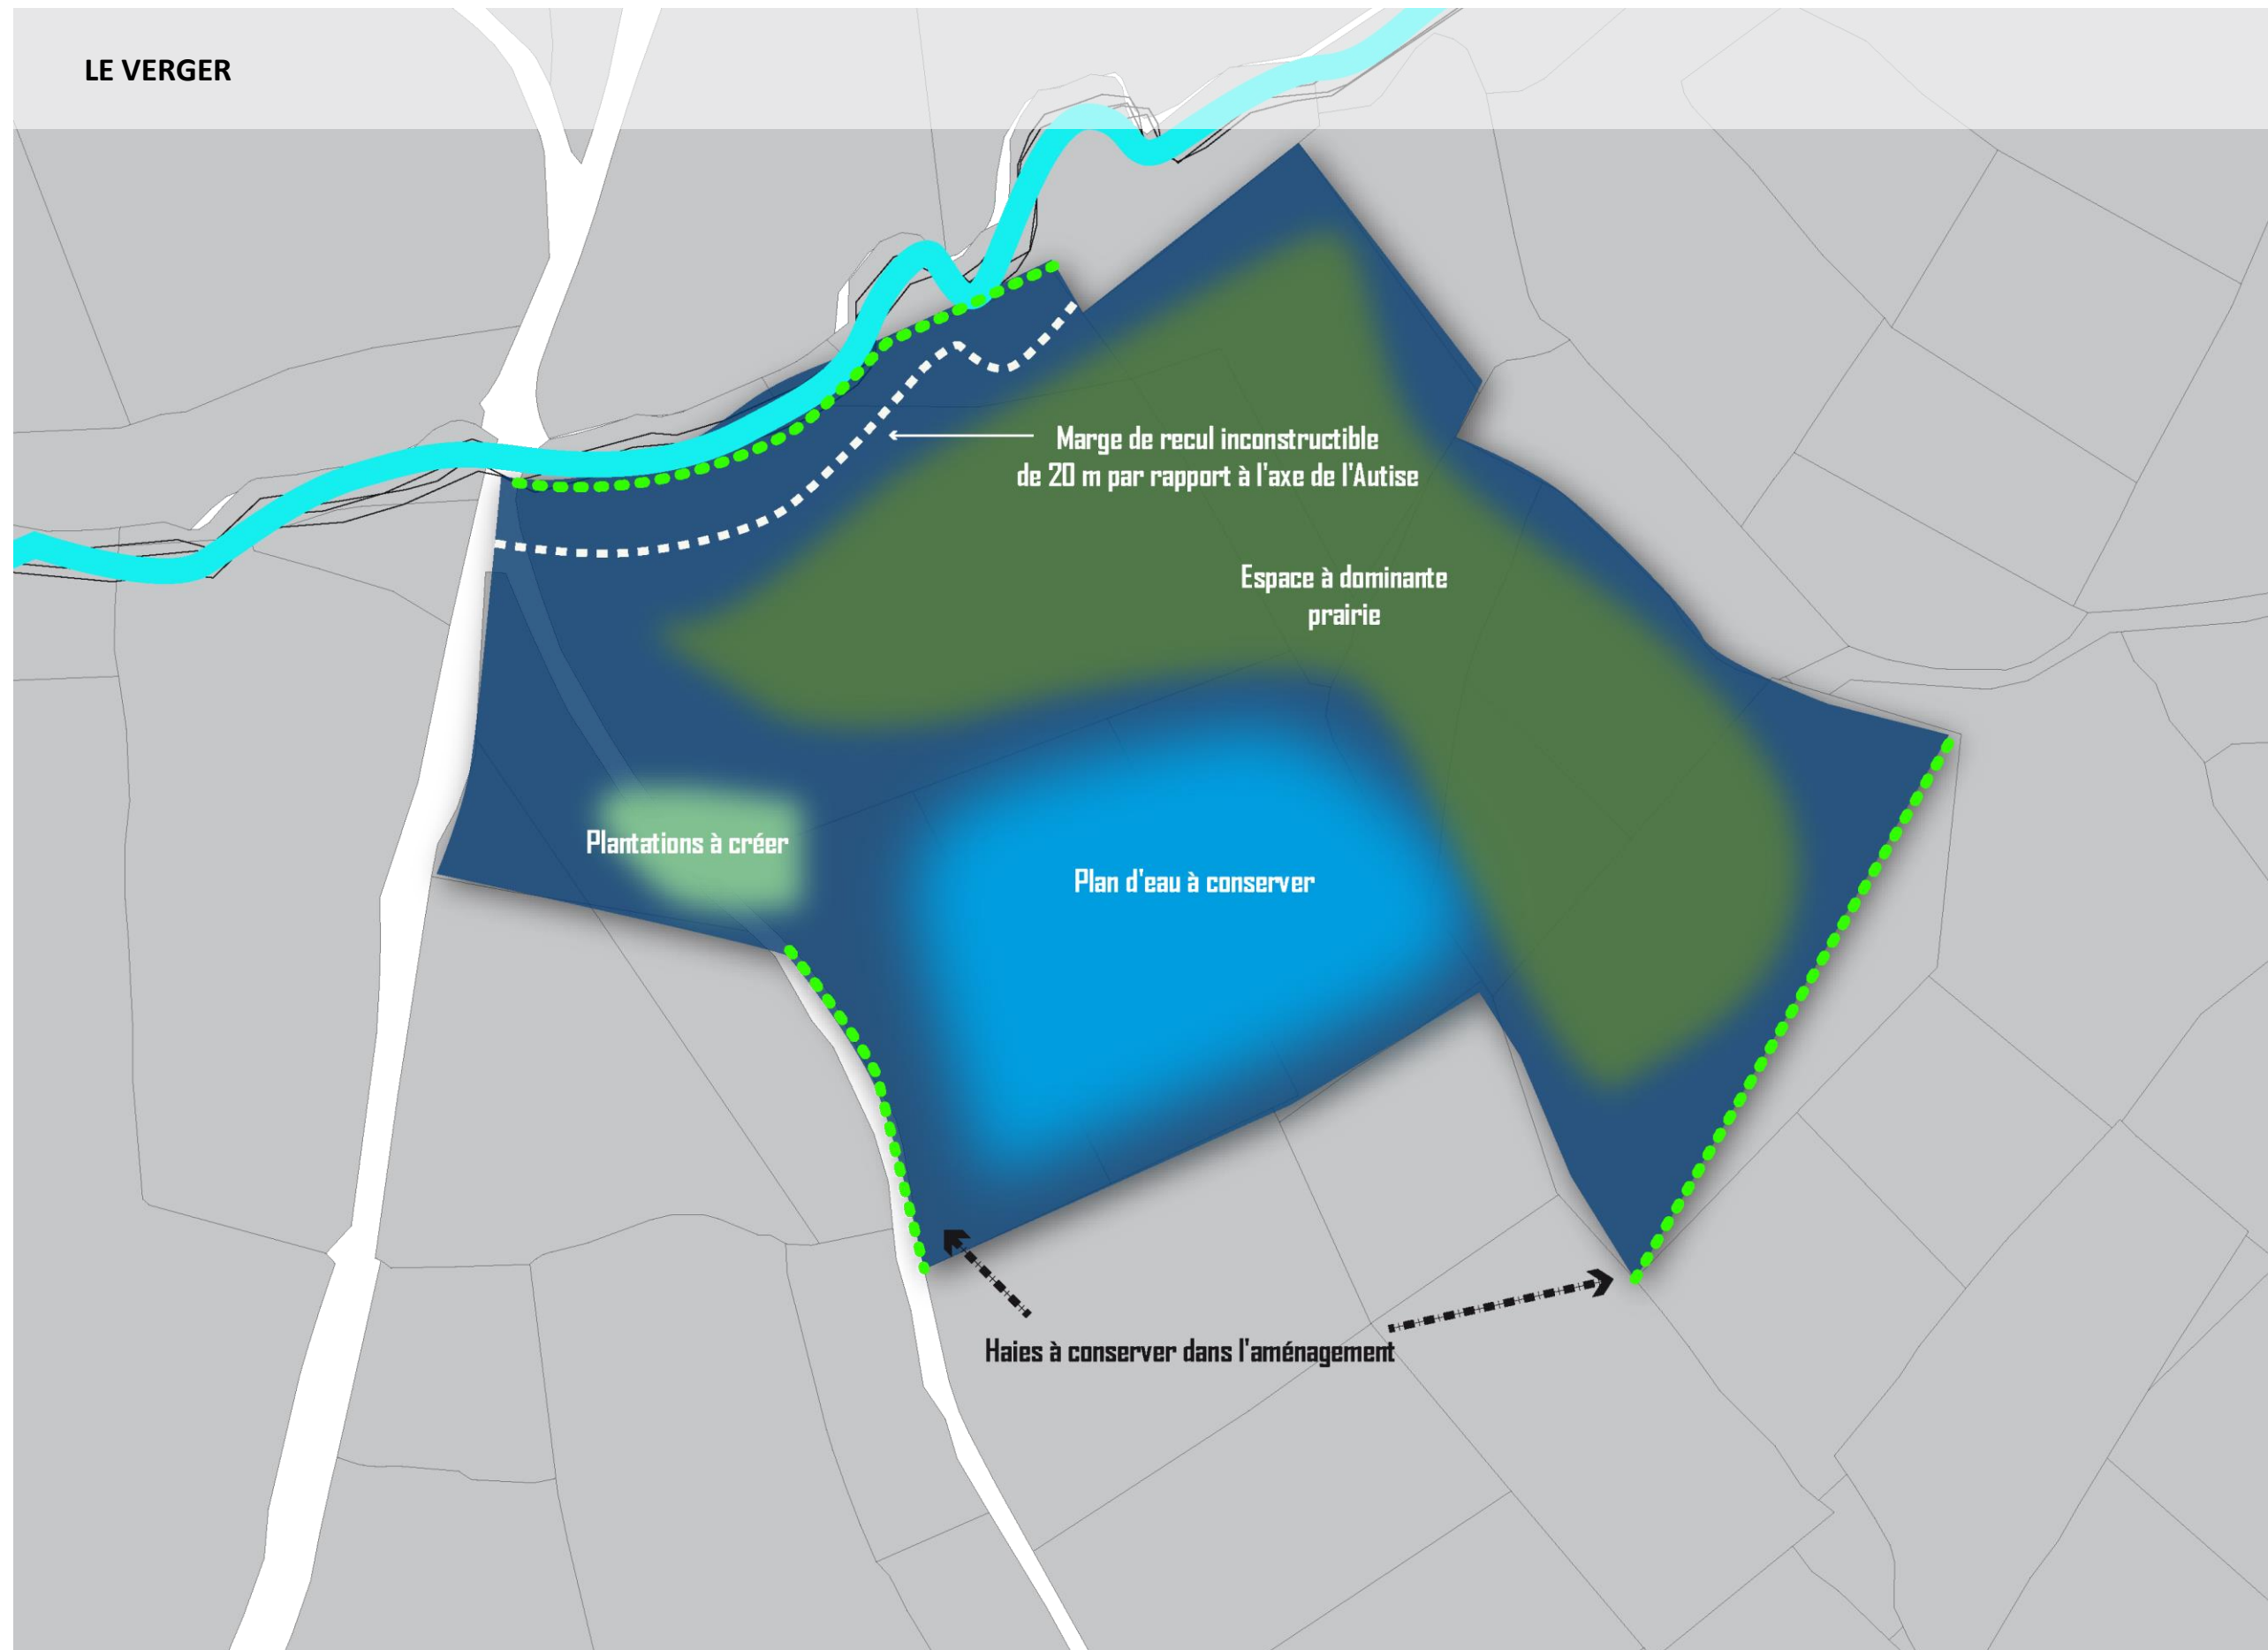 LE VERGER
Marge de recul inconstructible
de 20 m par rapport à l'axe de l'Autise
Espace à dominante
prairie
Plantations à créer
Plan d'eau à conserver
Haies à conserver dans l'aménagement